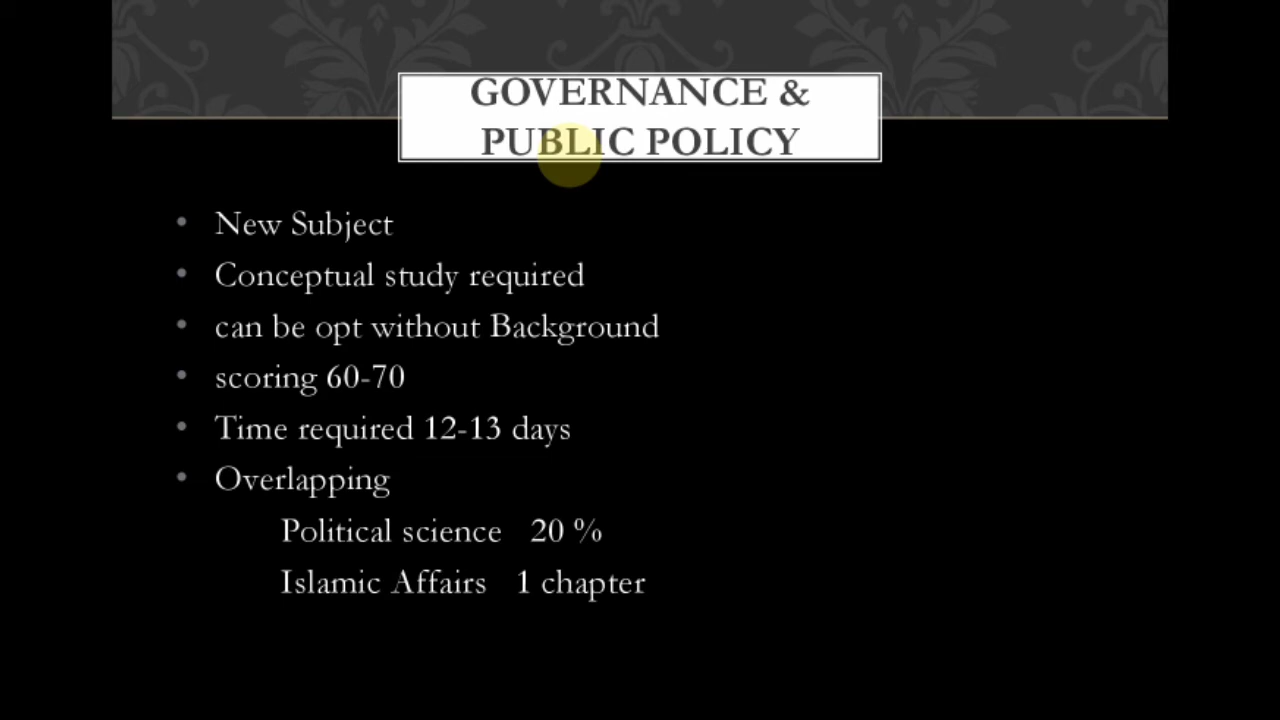 GOVERNANCE &
PUBLIC POLICY
• New Subject
• Conceptual study required
• can be opt without Background
• scoring 60-70
• Time required 12-13 days
• Overlapping
Political science 20 %
Islamic Affairs 1 chapter